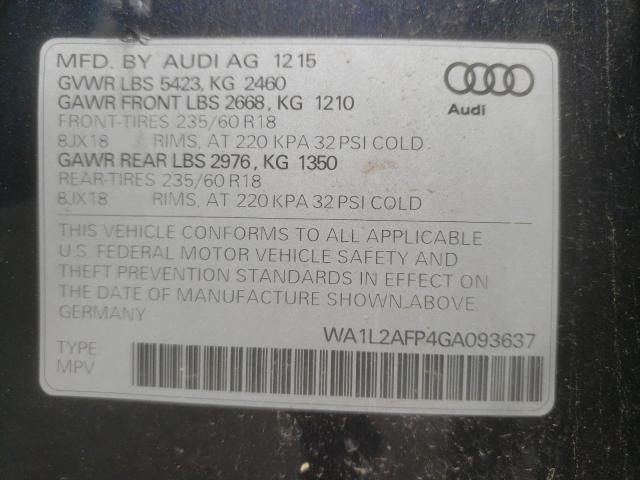 MFD. BY AUDI AG 12 15
GVWR LBS 5423, KG 2460
GAWR FRONT LBS 2668, KG 1210
FRONT-TIRES 235/60 R18
8JX18 RIMS, AT 220 KPA 32 PSI COLD
GAWR REAR LBS 2976, KG 1350
REAR-TIRES 235/60 R18
8JX18 RIMS, AT 220 KPA 32 PSI COLD
Audi
THIS VEHICLE CONFORMS TO ALL APPLICABLE
U.S. FEDERAL MOTOR VEHICLE SAFETY AND
THEFT PREVENTION STANDARDS IN EFFECT ON
THE DATE OF MANUFACTURE SHOWN ABOVE
GERMANY
WA1L2AFP4GA093637
TYPE
MPV